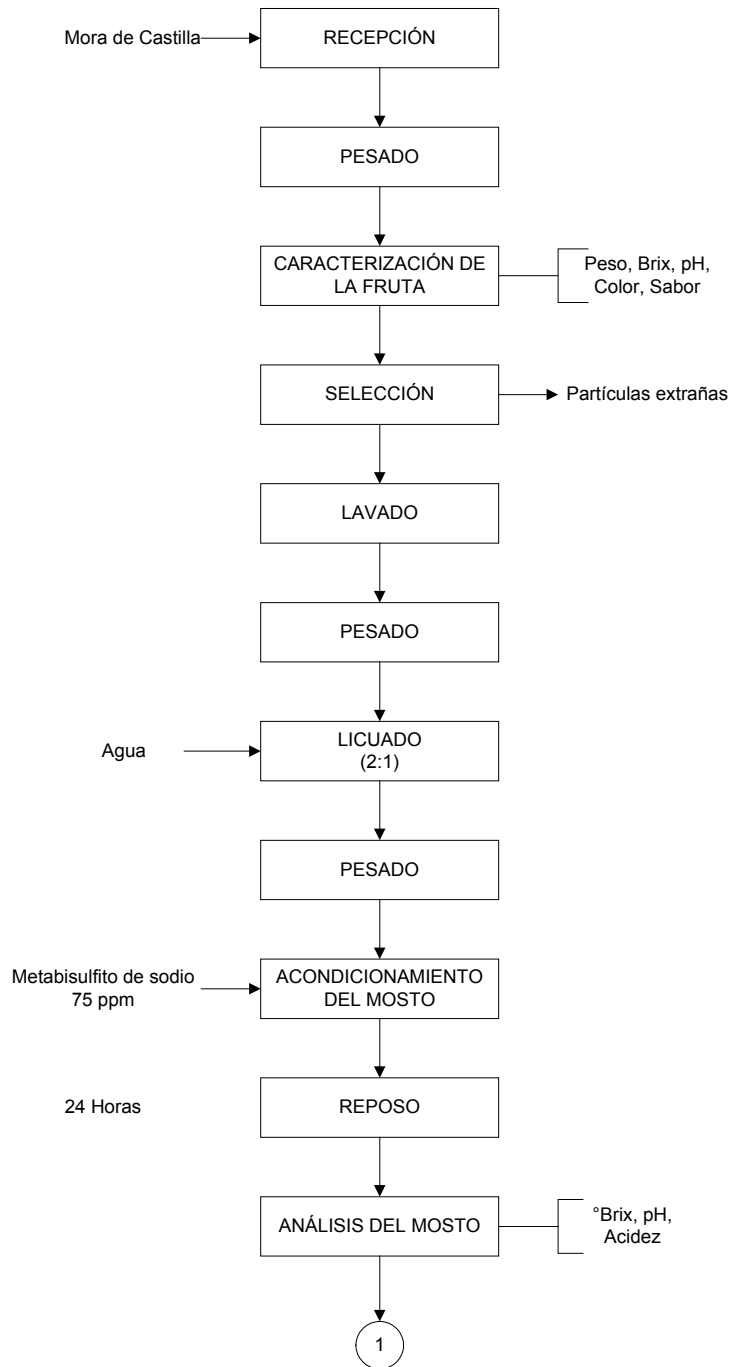 Mora de Castilla
RECEPCIÓN
PESADO
CARACTERIZACIÓN DE
LA FRUTA
Peso, Brix, pH,
Color, Sabor
SELECCIÓN
Partículas extrañas
LAVADO
PESADO
Agua
LICUADO
(2:1)
PESADO
Metabisulfito de sodio
75 ppm
ACONDICIONAMIENTO
DEL MOSTO
24 Horas
REPOSO
ANÁLISIS DEL MOSTO
°Brix, pH,
Acidez
1